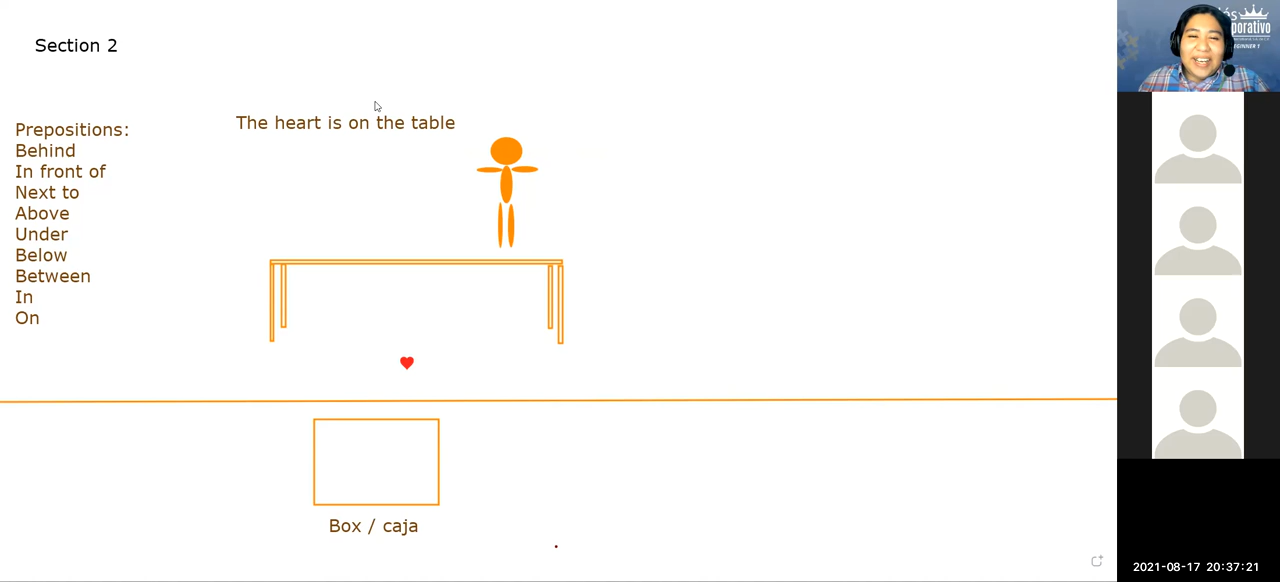 Section 2
The heart is on the table
Prepositions:
Behind
In front of
Next to
Above
Under
Below
Between
In
On
Box / caja
2021-08-17 20:37:21